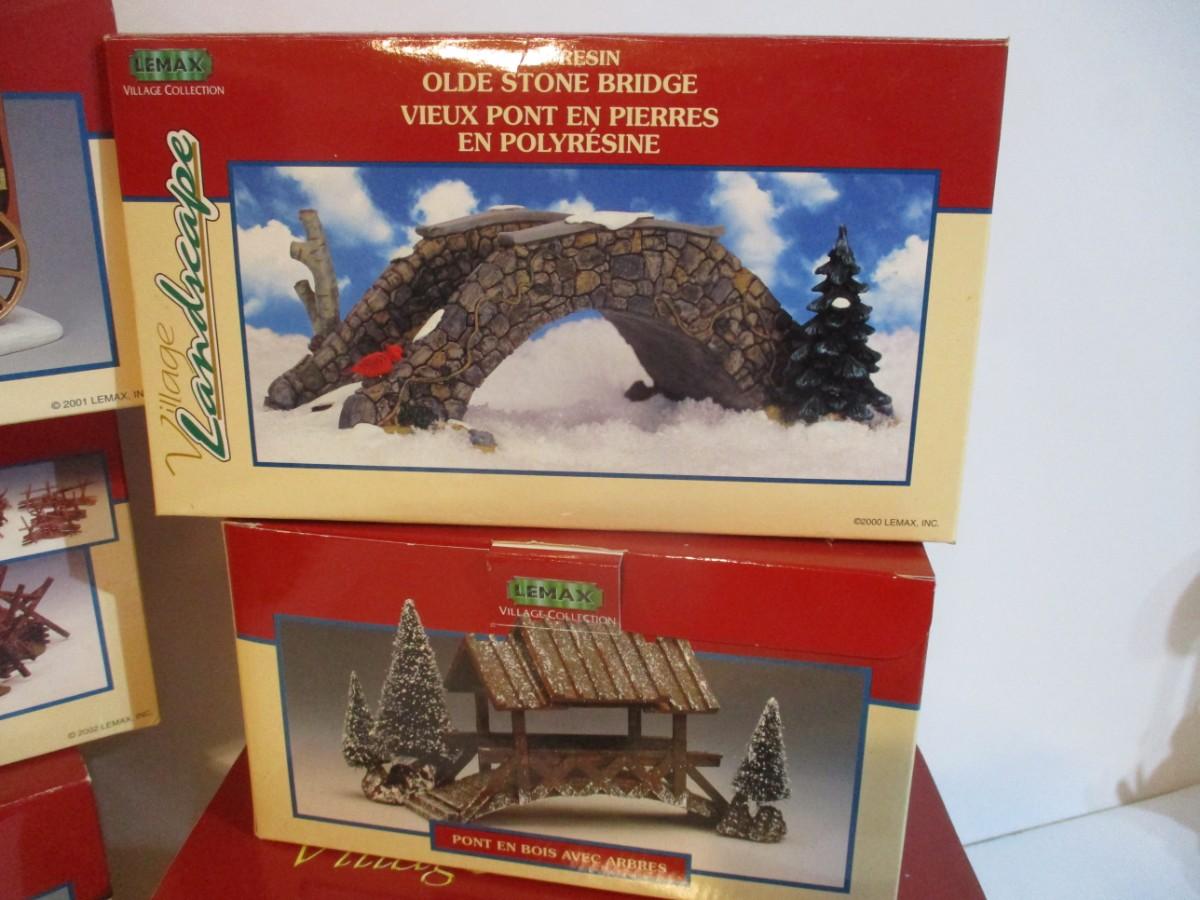 LEMAX
VILLAGE COLLECTION
RESIN
OLDE STONE BRIDGE
VIEUX PONT EN PIERRES
EN POLYRÉSINE
Village
Landscape
©2000 LEMAX, INC.
© 2001 LEMAX, IN
© 2002 LEMAX, INC.
LEMAX
VILLAGE COLLECTION
PONT EN BOIS AVEC ARBRES